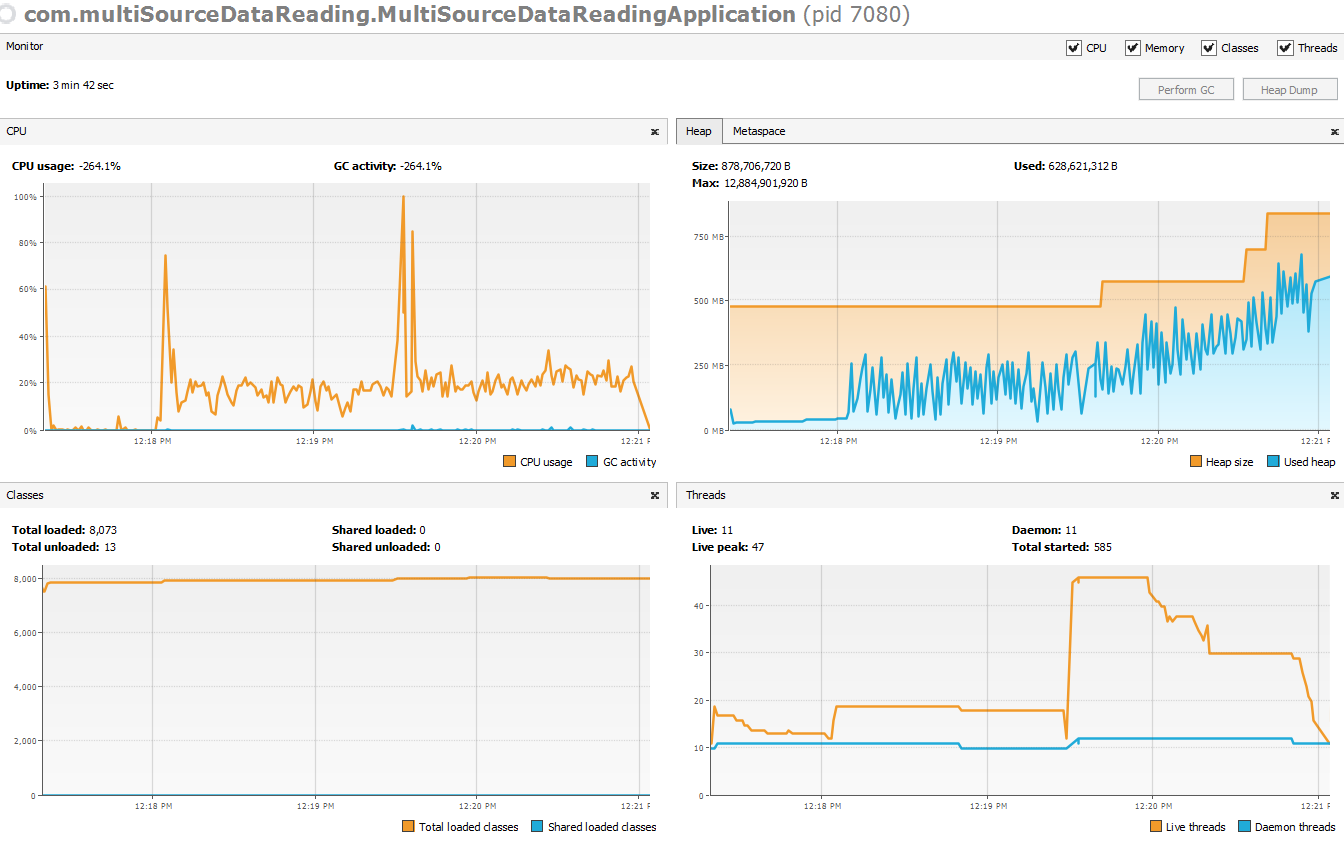 com.multiSourceDataReading.MultiSourceDataReadingApplication (pid 7080)
Monitor
CPU Memory Classes Threads
Uptime: 3 min 42 sec
Perform GC Heap Dump
CPU
CPU usage: -264.1% GC activity: -264.1%
100%
80%
60%
40%
20%
0%
12:18 PM 12:19 PM 12:20 PM 12:21 P
CPU usage GC activity
Heap Metaspace
Size: 878,706,720 B Used: 628,621,312 B
Max: 12,884,901,920 B
750 MB
500 MB
250 MB
0 MB
12:18 PM 12:19 PM 12:20 PM 12:21 P
Heap size Used heap
Classes
Total loaded: 8,073 Shared loaded: 0
Total unloaded: 13 Shared unloaded: 0
8,000
6,000
4,000
2,000
0
12:18 PM 12:19 PM 12:20 PM 12:21 P
Total loaded classes Shared loaded classes
Threads
Live: 11 Daemon: 11
Live peak: 47 Total started: 585
40
30
20
10
0
12:18 PM 12:19 PM 12:20 PM 12:21 P
Live threads Daemon threads